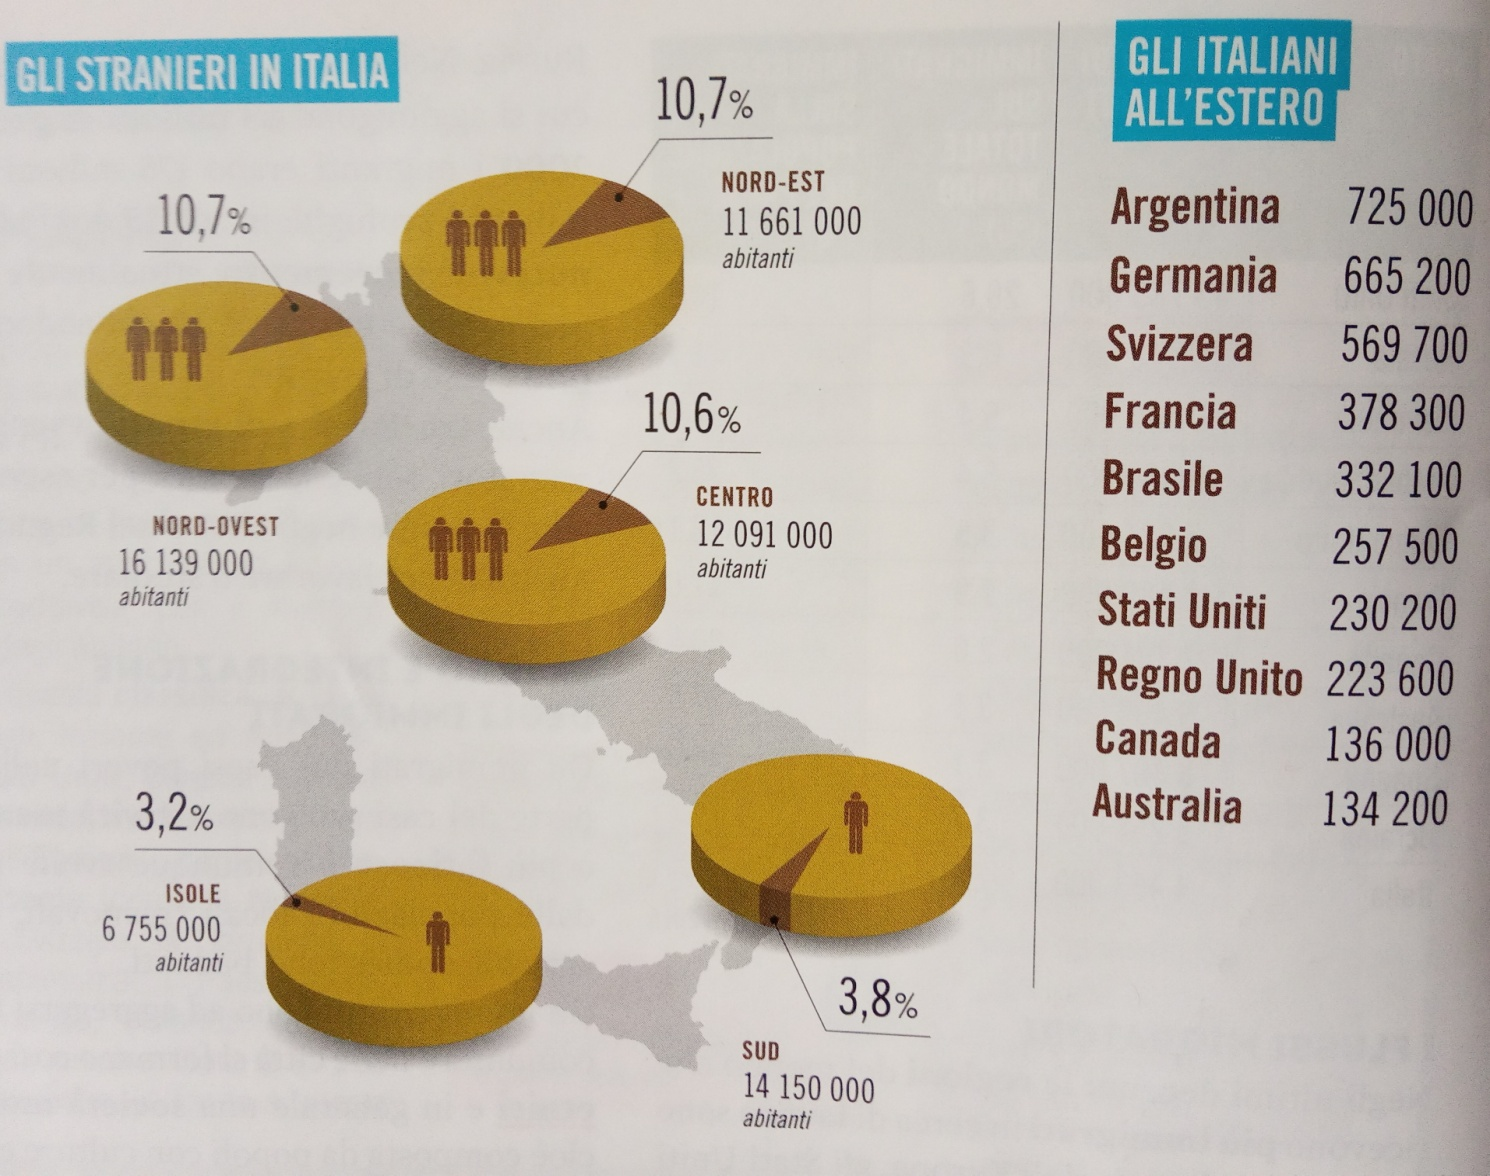 GLI STRANIERI IN ITALIA
10,7%
NORD-EST
11 661 000
abitanti
10,7%
NORD-OVEST
16 139 000
abitanti
10,6%
CENTRO
12 091 000
abitanti
3,2%
ISOLE
6 755 000
abitanti
3,8%
SUD
14 150 000
abitanti
GLI ITALIANI
ALL'ESTERO
Argentina 725 000
Germania 665 200
Svizzera 569 700
Francia 378 300
Brasile 332 100
Belgio 257 500
Stati Uniti 230 200
Regno Unito 223 600
Canada 136 000
Australia 134 200